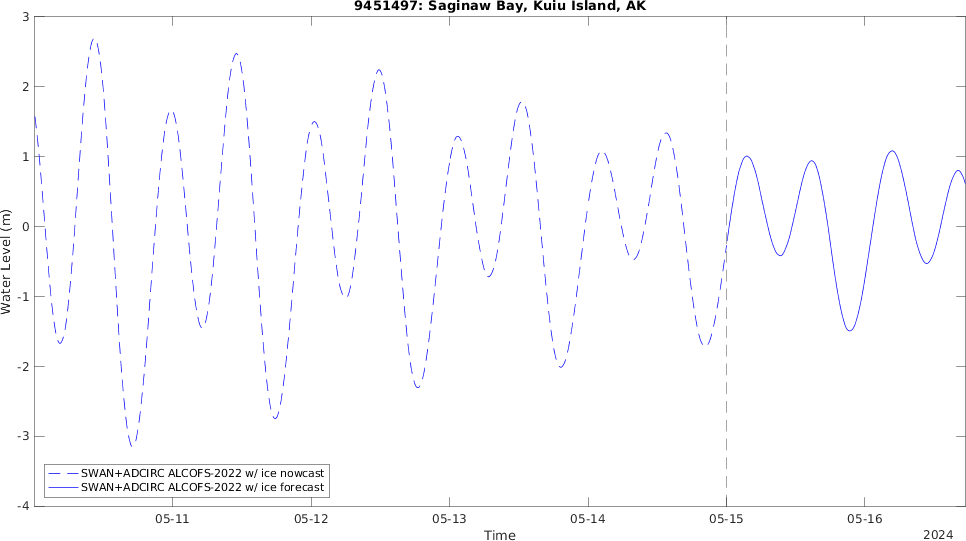 9451497: Saginaw Bay, Kuiu Island, AK
3
2
1
0
-1
-2
-3
-4
Water Level (m)
SWAN+ADCIRC ALCOFS-2022 w/ ice nowcast
SWAN+ADCIRC ALCOFS-2022 w/ ice forecast
05-11 05-12 05-13 05-14 05-15 05-16
Time
2024